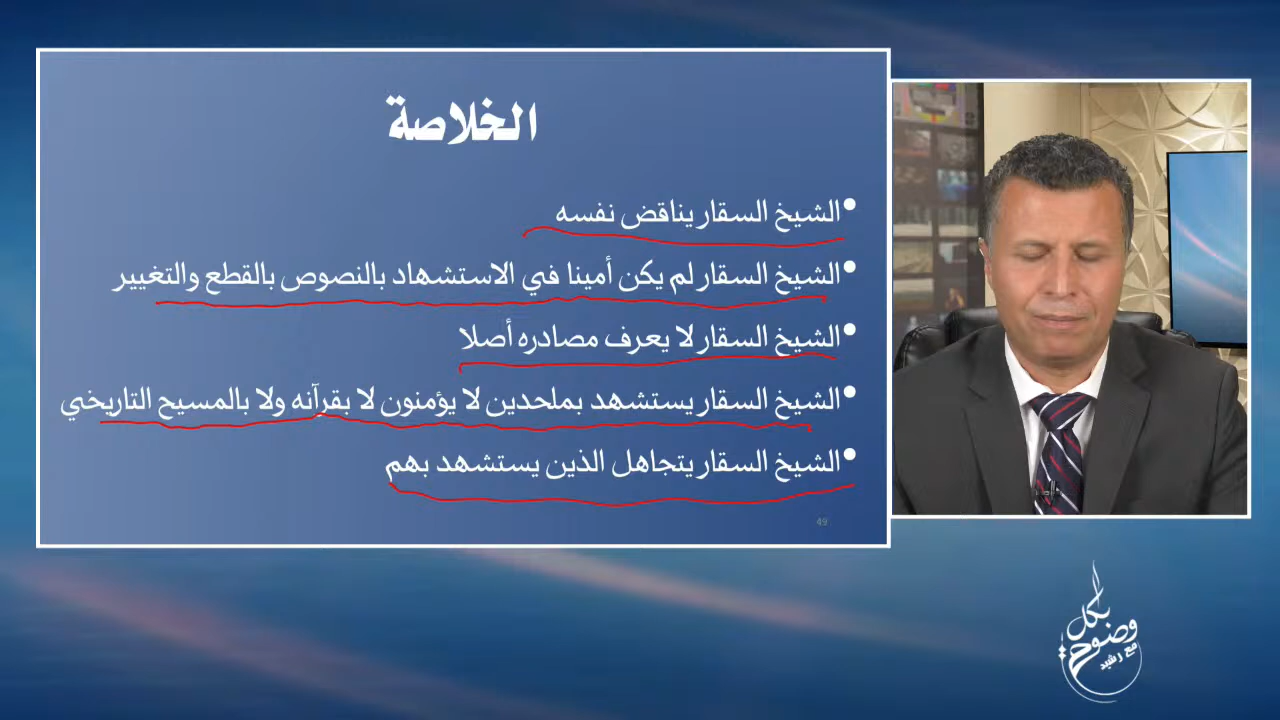 الخلاصة
•الشيخ السقار يناقض نفسه
•الشيخ السقار لم يكن أمينا في الاستشهاد بالنصوص بالقطع والتغيير
•الشيخ السقار لا يعرف مصادره أصلا
•الشيخ السقار يستشهد بملحدين لا يؤمنون لا بقرآنه ولا بالمسيح التاريخي
•الشيخ السقار يتجاهل الذين يستشهد بهم
49
بكل
وضوح
مع رشيد